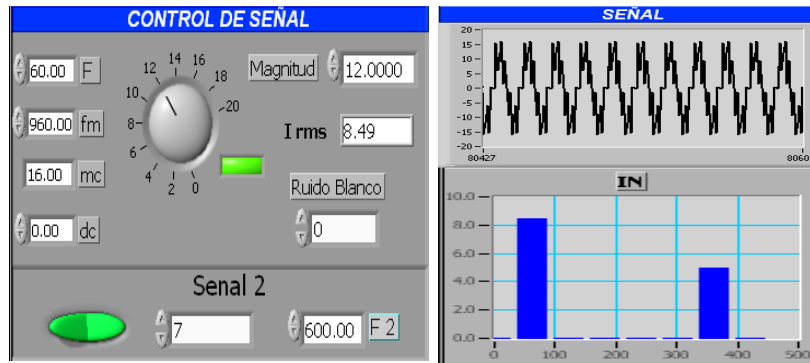 CONTROL DE SEÑAL
60.00 F
960.00 fm
16.00 mc
0.00 dc
0 2 4 6 8 10 12 14 16 18 20
Magnitud 12.0000
I rms 8.49
Ruido Blanco
0
Senal 2
7
600.00 F 2
SEÑAL
20
15
10
5
0
-5
-10
-15
-20
80427 8060
IN
10.0
8.0
6.0
4.0
2.0
0.0
0 100 200 300 400 500